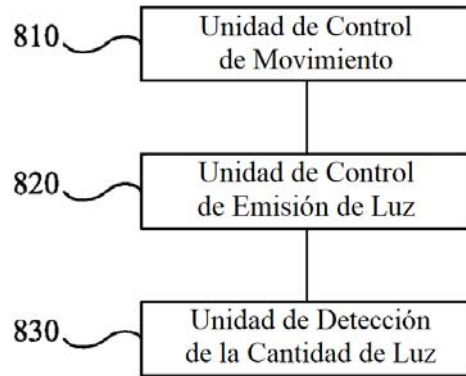 810
Unidad de Control
de Movimiento
820
Unidad de Control
de Emisión de Luz
830
Unidad de Detección
de la Cantidad de Luz